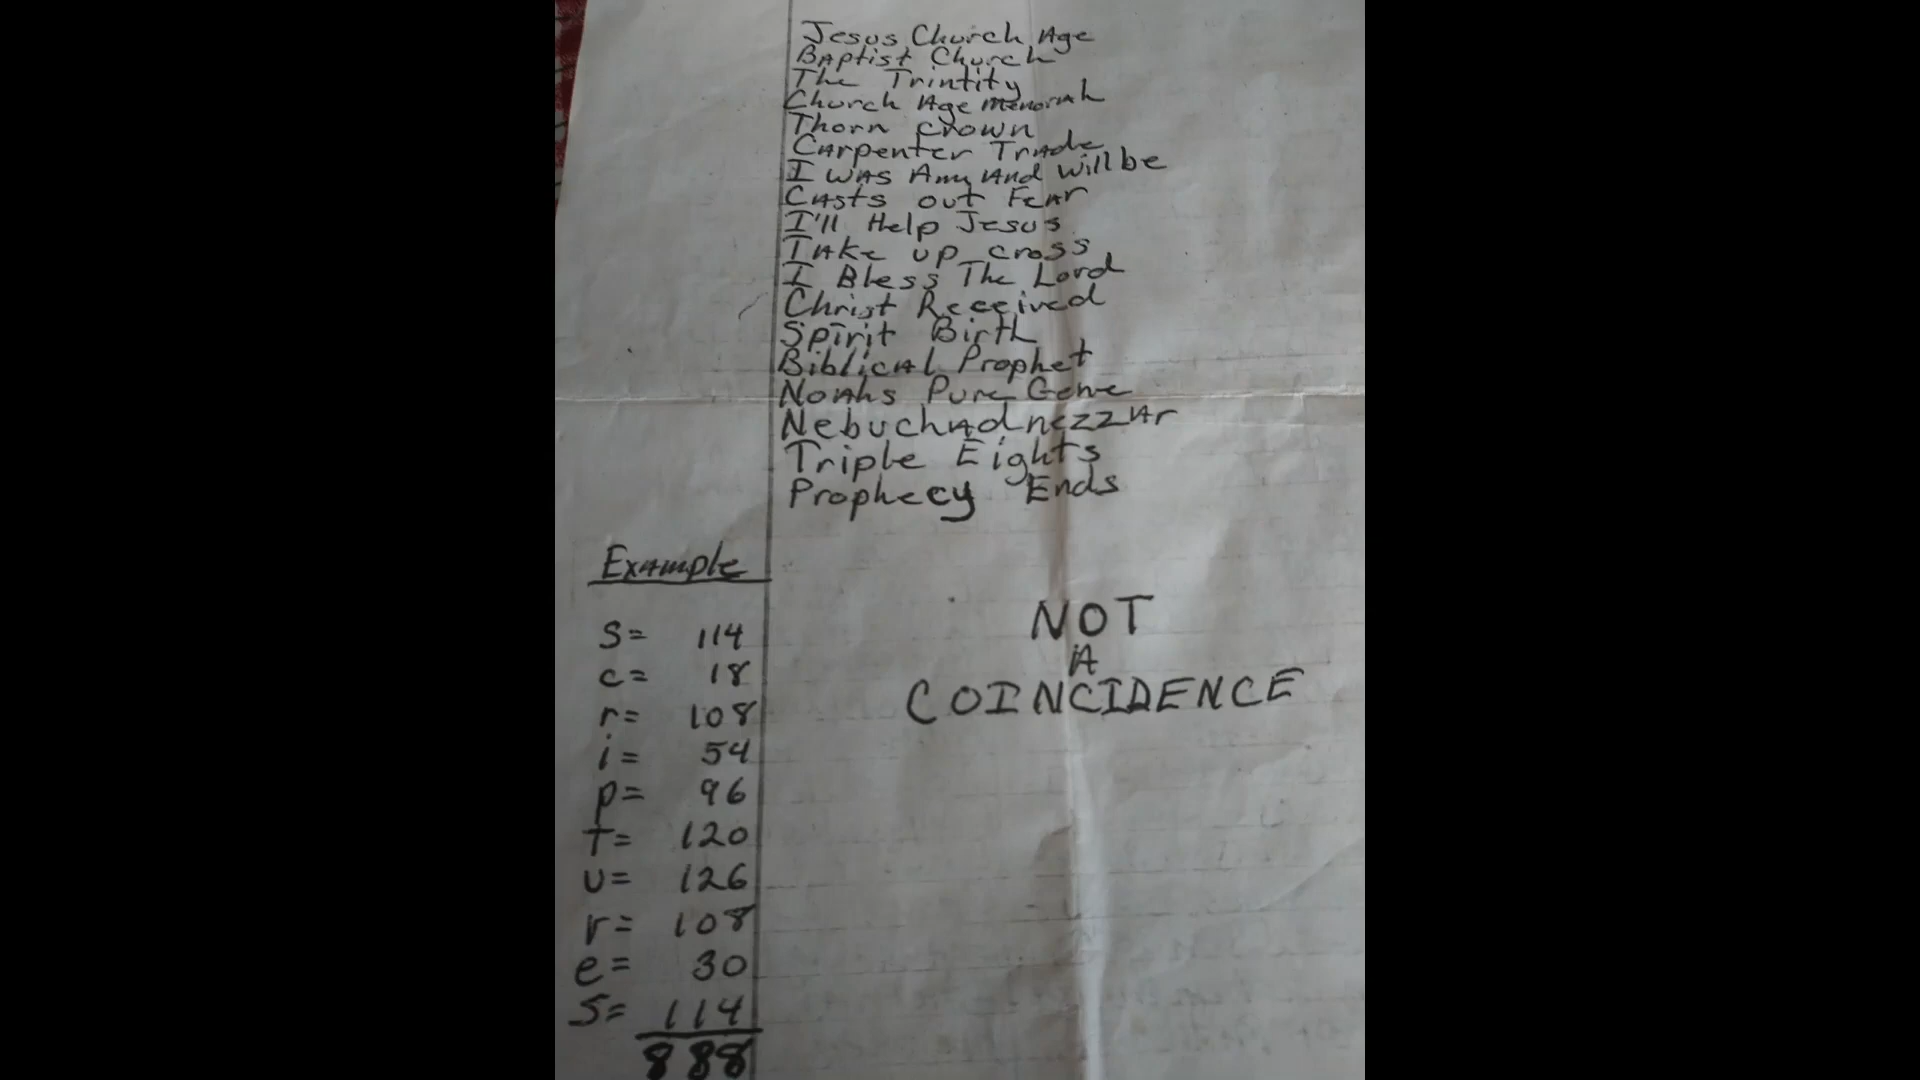 Jesus Church Age
Baptist Church
The Trintity
Church Age Menorah
Thorn crown
Carpenter Trade
I was Am And will be
Casts out Fear
I'll Help Jesus
Take up cross
I Bless The Lord
Christ Received
Spirit Birth
Biblical Prophet
Noahs Pure Gene
Nebuchadnezzar
Triple Eights
Prophecy Ends
Example
S= 114
c= 18
r= 108
i= 54
p= 96
T= 120
u= 126
r= 108
e= 30
S= 114
888
NOT
A
COINCIDENCE